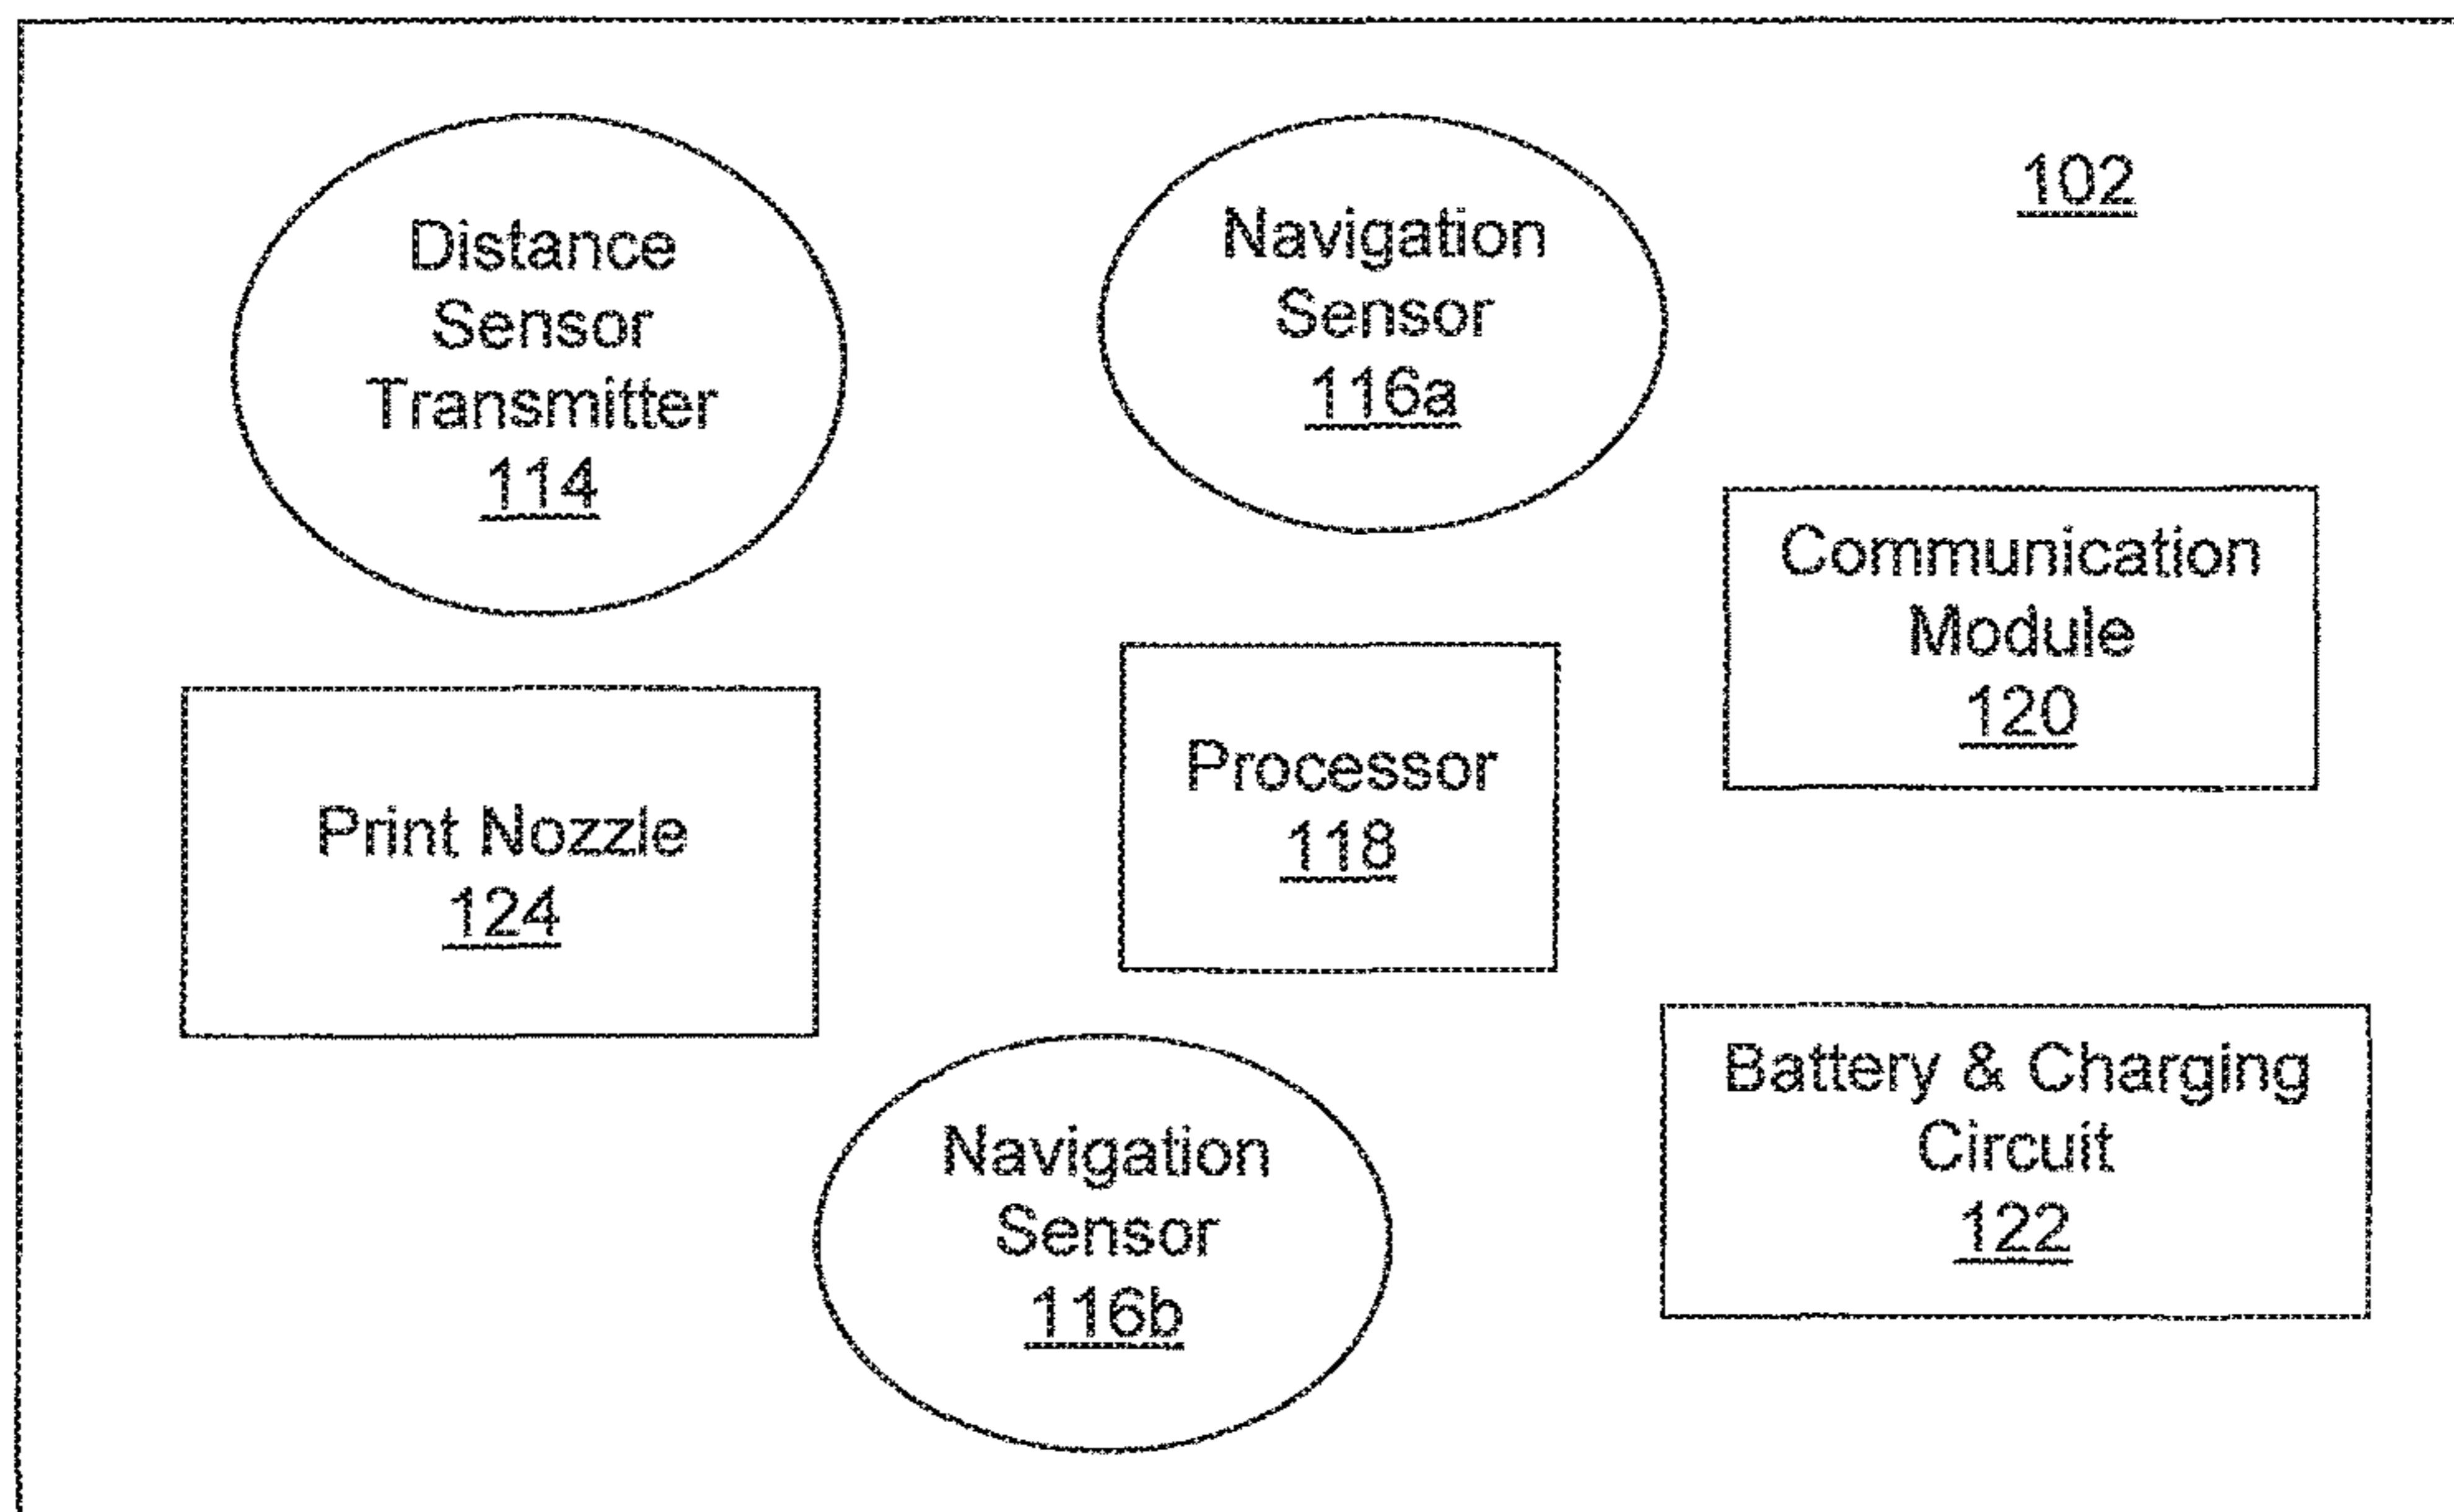 Distance
Sensor
Transmitter
114
Navigation
Sensor
116a
102
Communication
Module
120
Print Nozzle
124
Processor
118
Navigation
Sensor
116b
Battery & Charging
Circuit
122